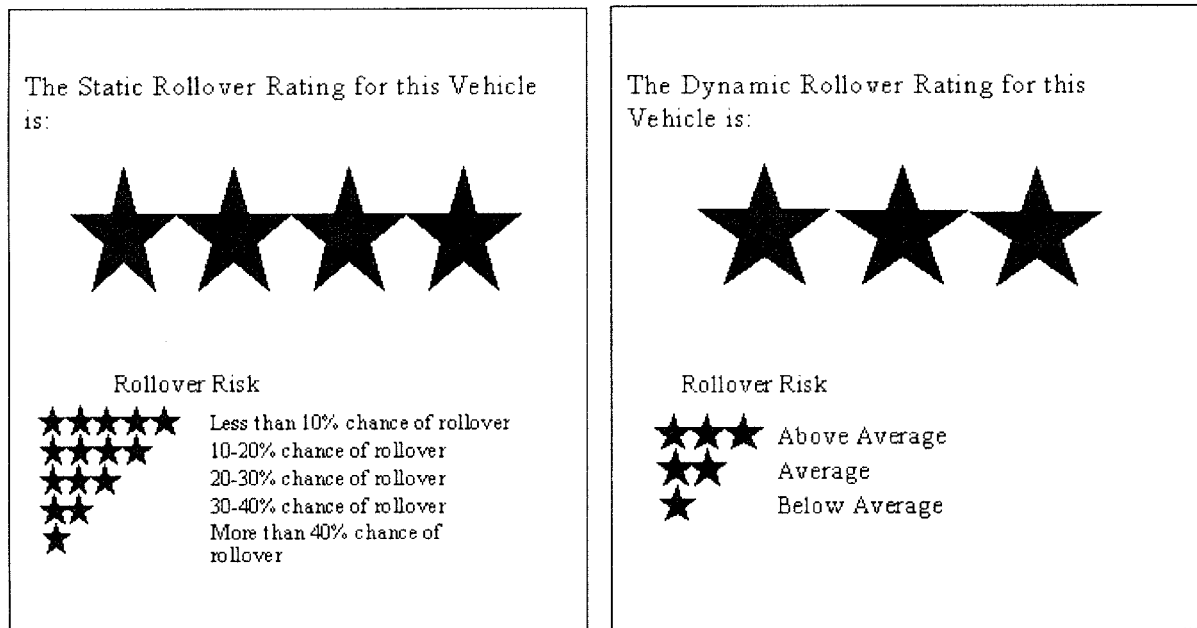 The Static Rollover Rating for this Vehicle
is:
Rollover Risk
Less than 10% chance of rollover
10-20% chance of rollover
20-30% chance of rollover
30-40% chance of rollover
More than 40% chance of
rollover
The Dynamic Rollover Rating for this
Vehicle is:
Rollover Risk
Above Average
Average
Below Average